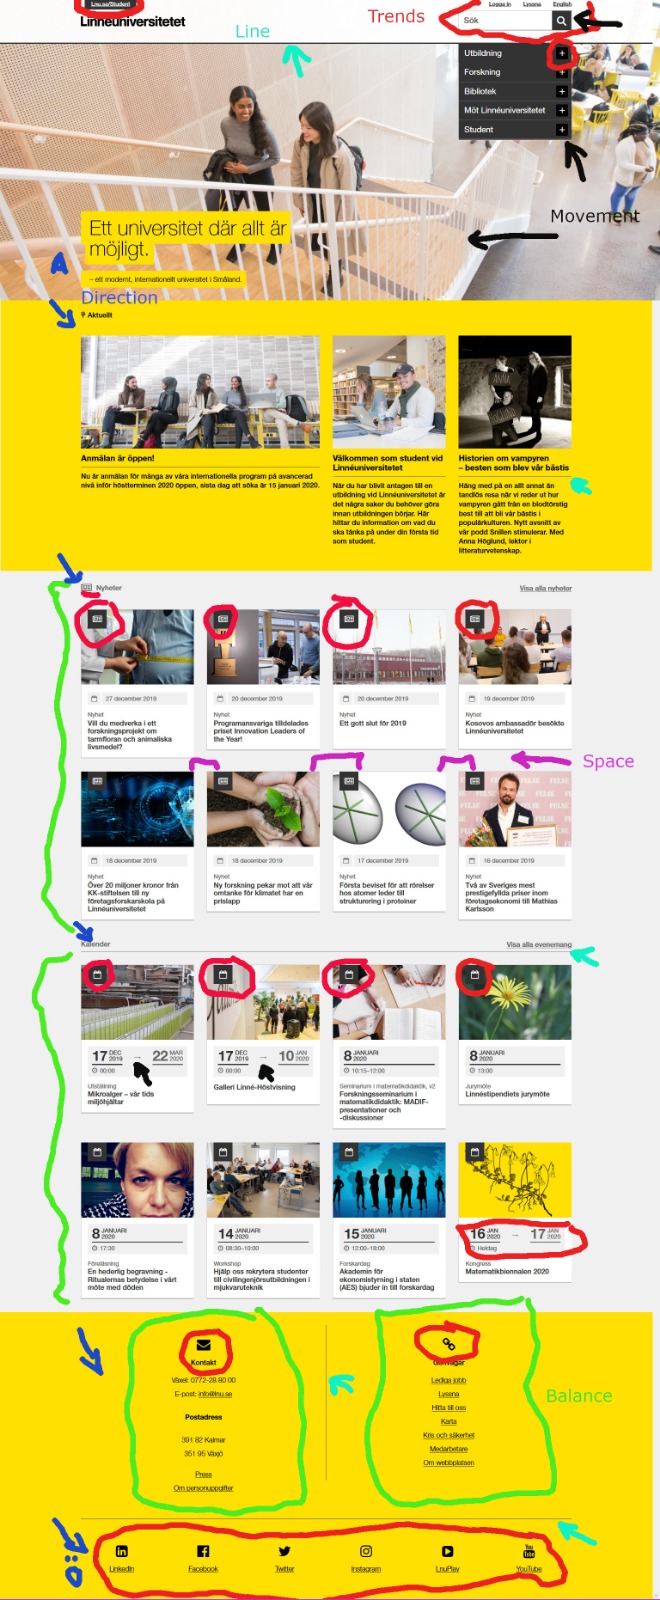 Lnu.se/Student
Linnéuniversitetet
Trends
Logga in Lyssna English
Sök
Line
Utbildning
Forskning
Bibliotek
Möt Linnéuniversitetet
Student
Movement
Ett universitet där allt är
möjligt.
– ett modernt, internationellt universitet i Småland.
A
Direction
Aktuellt
Anmälan är öppen!
Nu är anmälan för många av våra internationella program på avancerad
nivå inför höstterminen 2020 öppen, sista dag att söka är 15 januari 2020.
Välkommen som student vid
Linnéuniversitetet
När du har blivit antagen till en
utbildning vid Linnéuniversitetet är
det några saker du behöver göra
innan utbildningen börjar. Här
hittar du information om vad du
ska tänka på under din första tid
som student.
Historien om vampyren
– besten som blev vår bästis
Häng med på en allt annat än
tandlös resa när vi reder ut hur
vampyren gått från en blodtörstig
best till att bli vår bästis i
populärkulturen. Nytt avsnitt av
vår podd Snillen stimulerar. Med
Anna Höglund, lektor i
litteraturvetenskap.
Nyheter
Visa alla nyheter
27 december 2019
Nyhet
Vill du medverka i ett
forskningsprojekt om
tarmfloran och animaliska
livsmedel?
20 december 2019
Nyhet
Programansvariga tilldelades
priset Innovation Leaders of
the Year!
20 december 2019
Nyhet
Ett gott slut för 2019
19 december 2019
Nyhet
Kosovos ambassadör besökte
Linnéuniversitetet
Space
18 december 2019
Nyhet
Över 20 miljoner kronor från
KK-stiftelsen till ny
företagsforskarskola på
Linnéuniversitetet
18 december 2019
Nyhet
Ny forskning pekar mot att vår
omtanke för klimatet har en
prislapp
17 december 2019
Nyhet
Första beviset för att rörelser
hos atomer leder till
strukturering i proteiner
16 december 2019
Nyhet
Två av Sveriges mest
prestigefyllda priser inom
företagsekonomi till Mathias
Karlsson
Kalender
Visa alla evenemang
17 DEC 2019 → 22 MAR 2020
00:00
Utställning
Mikroalger – vår tids
miljöhjältar
17 DEC 2019 → 10 JAN 2020
00:00
Galleri Linné-Höstvisning
8 JANUARI 2020
10:15–12:00
Seminarium i matematikdidaktik, v2
Forskningsseminarium i
matematikdidaktik: MADIF-
presentationer och
-diskussioner
8 JANUARI 2020
13:00
Jurymöte
Linnéstipendiets jurymöte
8 JANUARI 2020
17:30
Föreläsning
En hederlig begravning -
Ritualernas betydelse i vårt
möte med döden
14 JANUARI 2020
08:30–10:00
Workshop
Hjälp oss rekrytera studenter
till civilingenjörsutbildningen i
mjukvaruteknik
15 JANUARI 2020
12:00–18:00
Forskardag
Akademin för
ekonomistyrning i staten
(AES) bjuder in till forskardag
16 JAN 2020 → 17 JAN 2020
Heldag
Kongress
Matematikbiennalen 2020
Kontakt
Växel: 0772-28 80 00
E-post: info@lnu.se
Postadress
391 82 Kalmar
351 95 Växjö
Press
Om personuppgifter
Genvägar
Lediga jobb
Lyssna
Hitta till oss
Karta
Kris och säkerhet
Medarbetare
Om webbplatsen
Balance
LinkedIn
Facebook
Twitter
Instagram
LnuPlay
YouTube